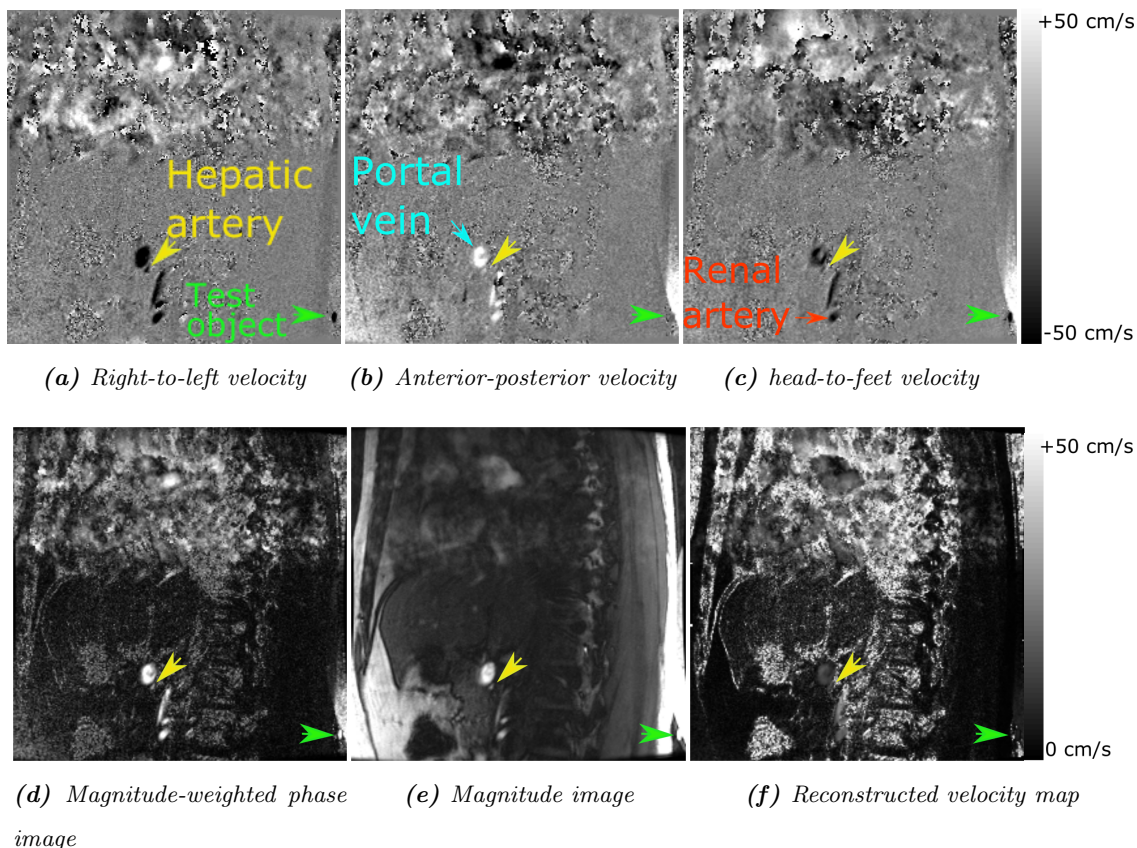 +50 cm/s
Hepatic
artery
Portal
vein
Renal
artery
Test
object
-50 cm/s
(a) Right-to-left velocity
(b) Anterior-posterior velocity
(c) head-to-feet velocity
+50 cm/s
0 cm/s
(d) Magnitude-weighted phase
image
(e) Magnitude image
(f) Reconstructed velocity map